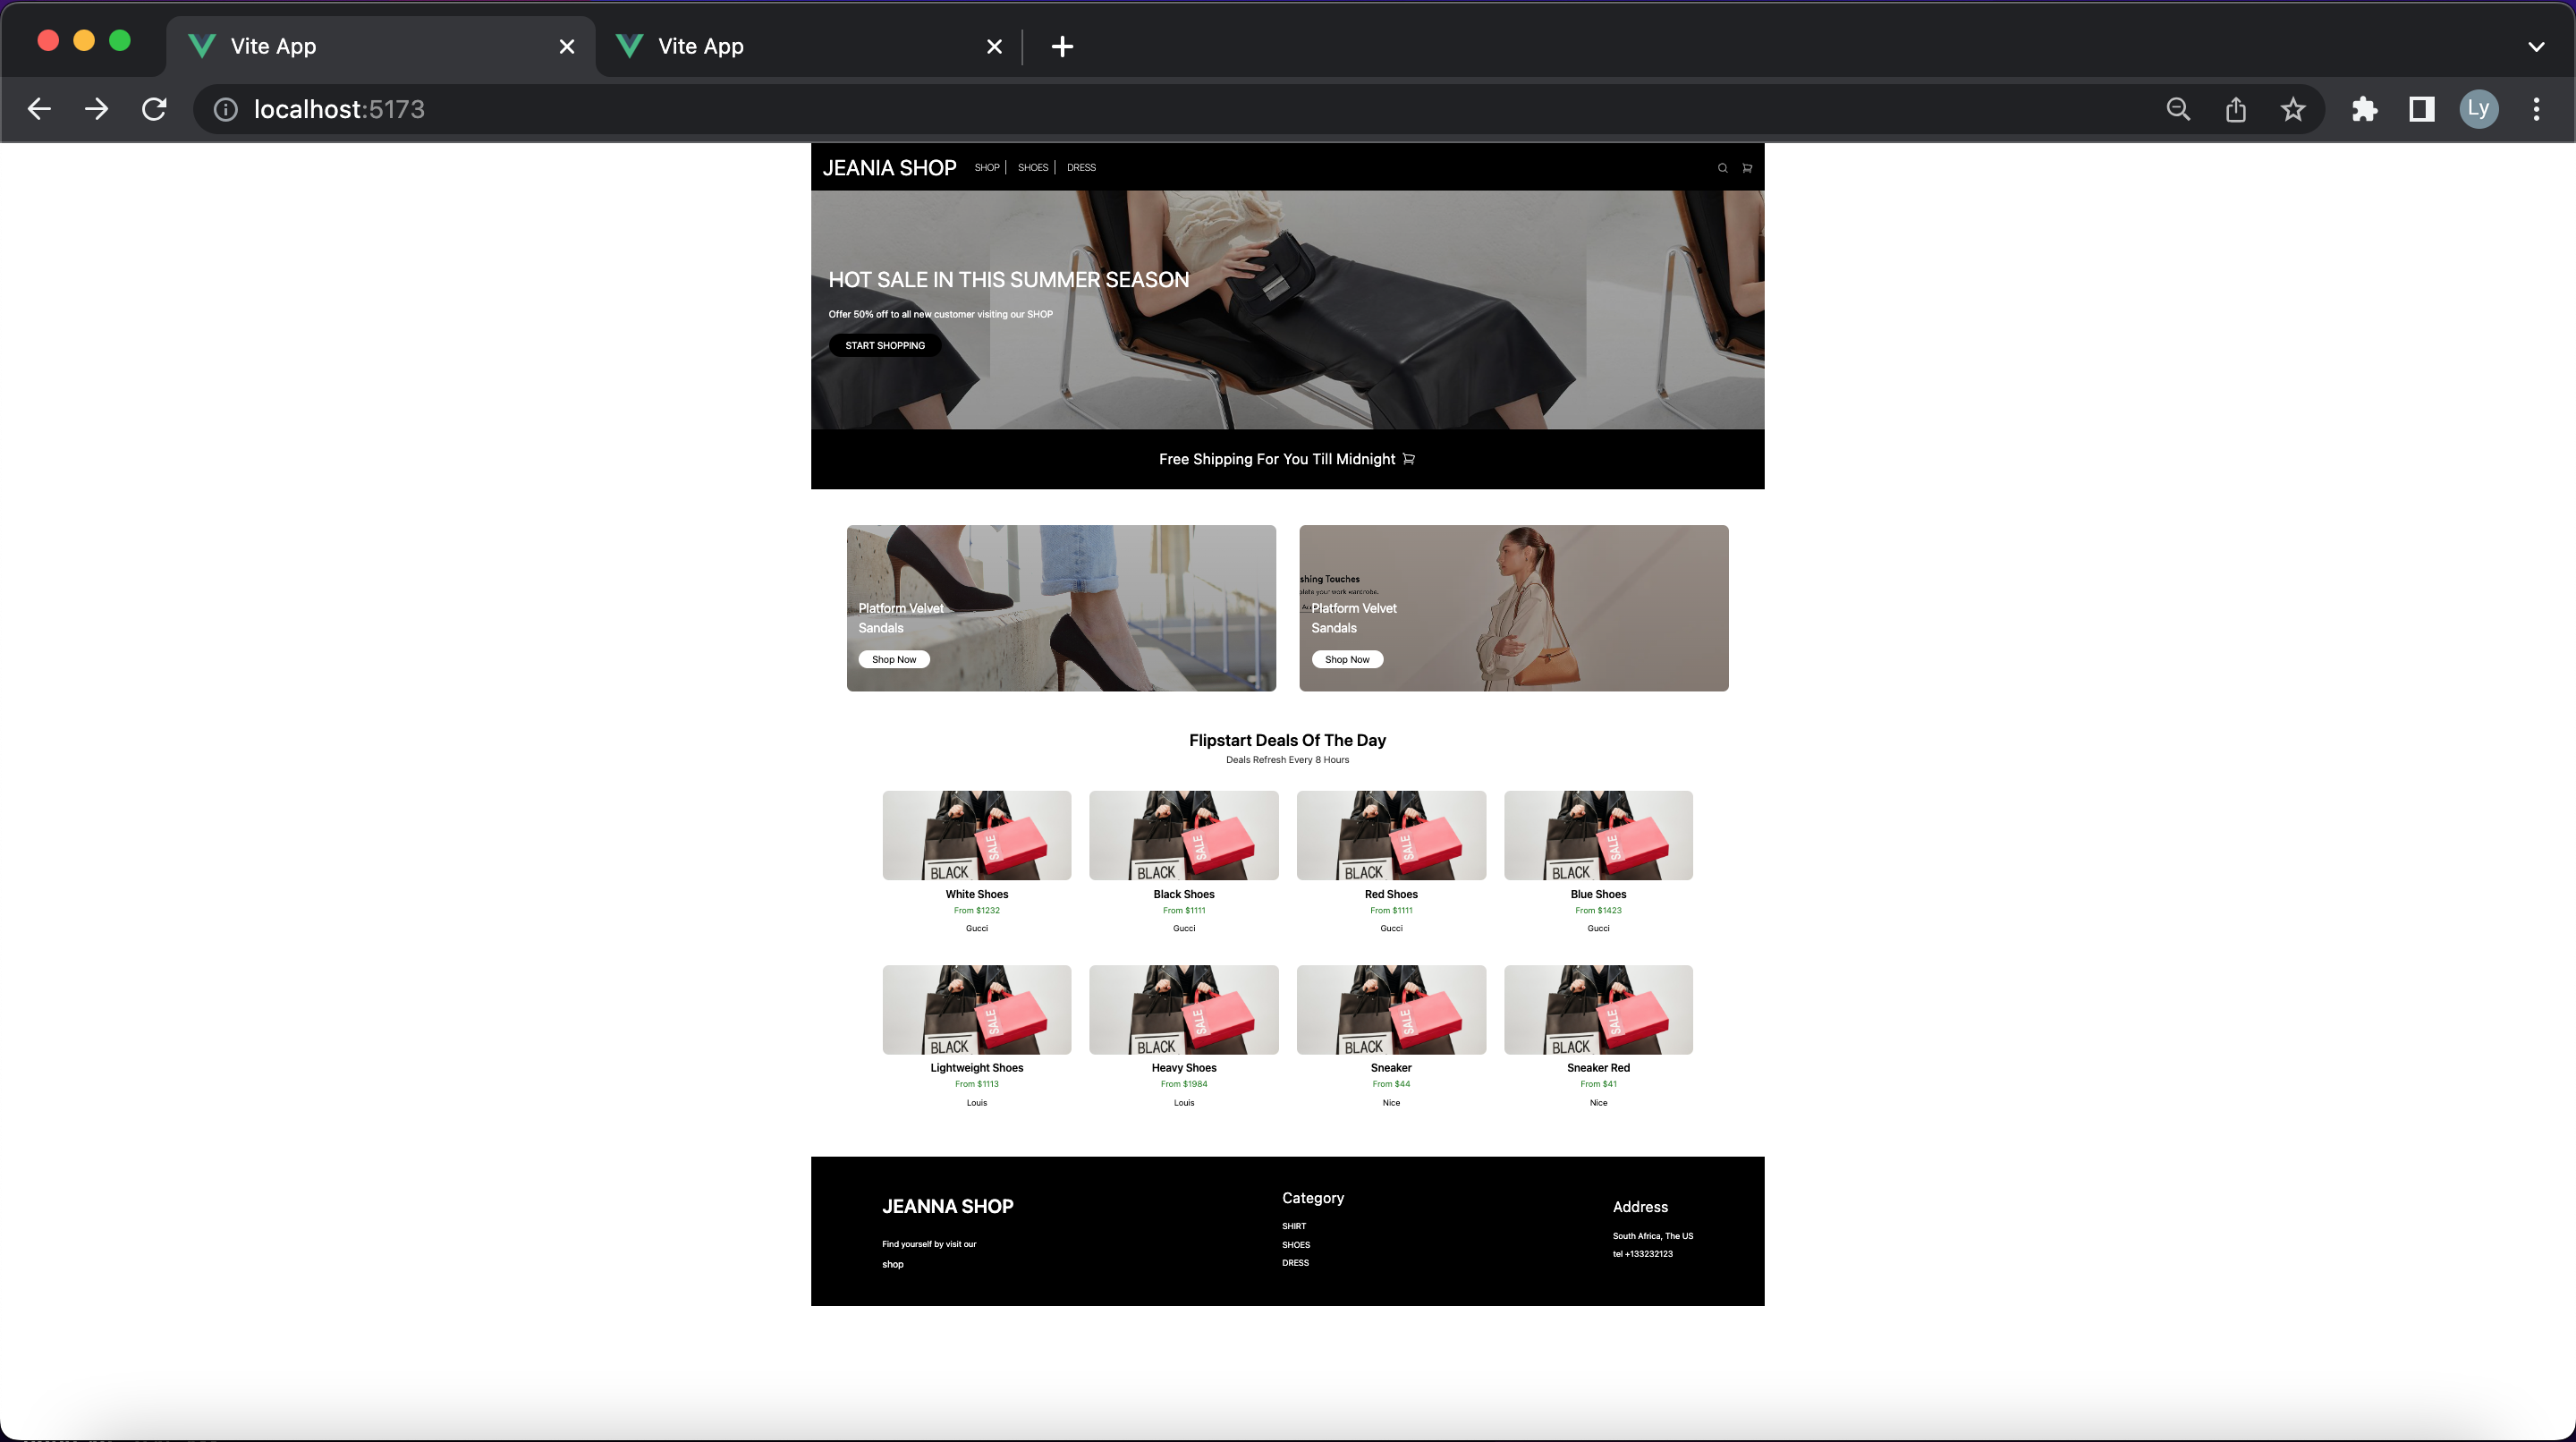 Vite App
Vite App
localhost:5173
Ly
JEANIA SHOP
SHOP
SHOES
DRESS
HOT SALE IN THIS SUMMER SEASON
Offer 50% off to all new customer visiting our SHOP
START SHOPPING
Free Shipping For You Till Midnight
Platform Velvet
Sandals
Shop Now
shing Touches
plete your work wardrobe.
Platform Velvet
Sandals
Shop Now
Flipstart Deals Of The Day
Deals Refresh Every 8 Hours
SALE
BLACK
SALE
BLACK
SALE
BLACK
SALE
BLACK
White Shoes
From $1232
Gucci
Black Shoes
From $1111
Gucci
Red Shoes
From $1111
Gucci
Blue Shoes
From $1423
Gucci
SALE
BLACK
SALE
BLACK
SALE
BLACK
SALE
BLACK
Lightweight Shoes
From $1113
Louis
Heavy Shoes
From $1984
Louis
Sneaker
From $44
Nice
Sneaker Red
From $41
Nice
JEANNA SHOP
Find yourself by visit our
shop
Category
SHIRT
SHOES
DRESS
Address
South Africa, The US
tel +133232123